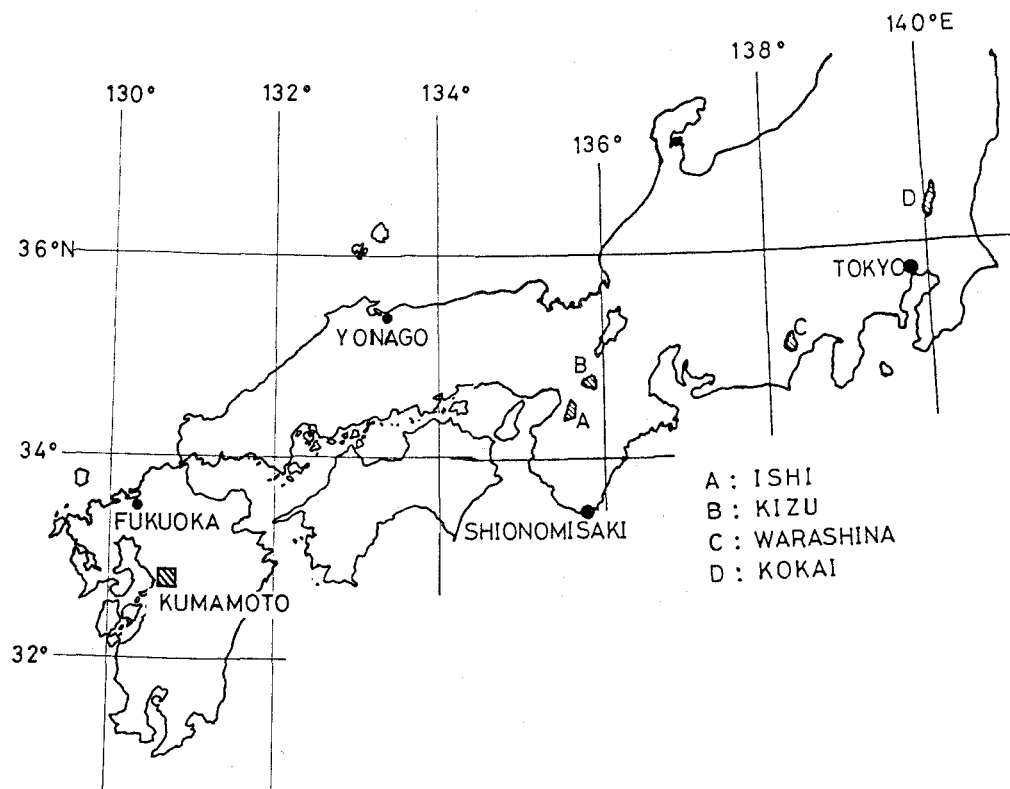 140°E
138°
130°
132°
134°
136°
D
36°N
TOKYO
YONAGO
C
B
A
34°
A : ISHI
B : KIZU
C : WARASHINA
D : KOKAI
FUKUOKA
SHIONOMISAKI
KUMAMOTO
32°